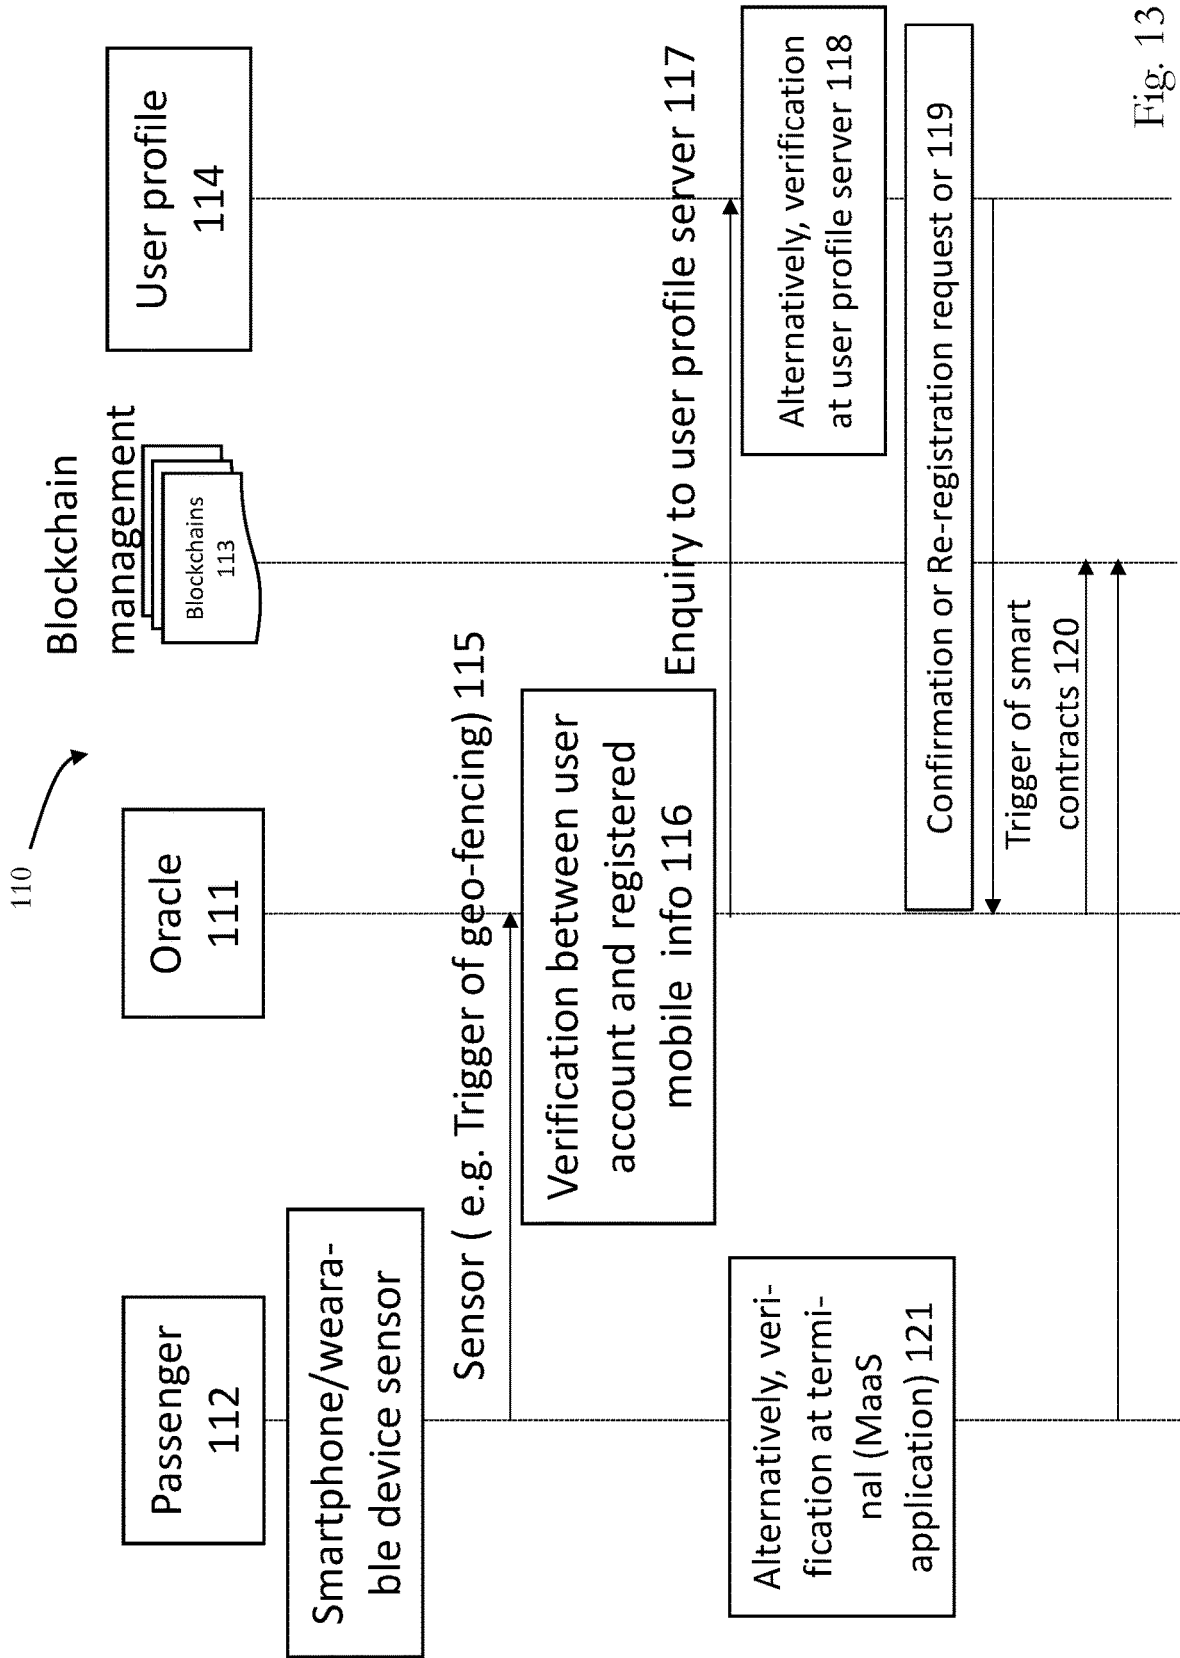 110
Passenger
112
Oracle
111
Blockchain
management
Blockchains
113
User profile
114
Smartphone/weara-
ble device sensor
Sensor ( e.g. Trigger of geo-fencing) 115
Verification between user
account and registered
mobile info 116
Enquiry to user profile server 117
Alternatively, veri-
fication at termi-
nal (MaaS
application) 121
Alternatively, verification
at user profile server 118
Confirmation or Re-registration request or 119
Trigger of smart
contracts 120
Fig. 13